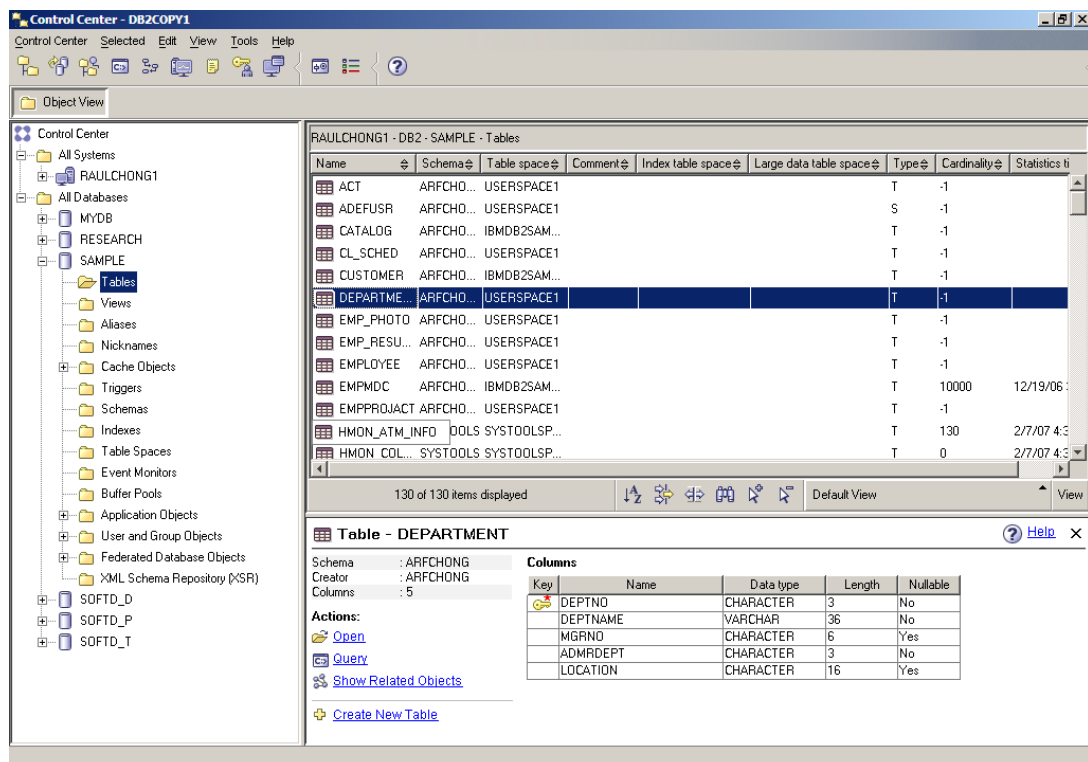 Control Center - DB2COPY1
Control Center Selected Edit View Tools Help
Object View
Control Center
All Systems
RAULCHONG1
All Databases
MYDB
RESEARCH
SAMPLE
Tables
Views
Aliases
Nicknames
Cache Objects
Triggers
Schemas
Indexes
Table Spaces
Event Monitors
Buffer Pools
Application Objects
User and Group Objects
Federated Database Objects
XML Schema Repository (XSR)
SOFTD_D
SOFTD_P
SOFTD_T
RAULCHONG1 - DB2 - SAMPLE - Tables
Name Schema Table space Comment Index table space Large data table space Type Cardinality Statistics ti
ACT ARFCHO... USERSPACE1 T -1
ADEFUSR ARFCHO... USERSPACE1 S -1
CATALOG ARFCHO... IBMDB2SAM... T -1
CL_SCHED ARFCHO... USERSPACE1 T -1
CUSTOMER ARFCHO... IBMDB2SAM... T -1
DEPARTME... ARFCHO... USERSPACE1 T -1
EMP_PHOTO ARFCHO... USERSPACE1 T -1
EMP_RESU... ARFCHO... USERSPACE1 T -1
EMPLOYEE ARFCHO... USERSPACE1 T -1
EMPMDC ARFCHO... IBMDB2SAM... T 10000 12/19/06
EMPPROJACT ARFCHO... USERSPACE1 T -1
HMON_ATM_INFO OOLS SYSTOOLSP... T 130 2/7/07 4:3
HMON_COL... SYSTOOLS SYSTOOLSP... T 0 2/7/07 4:3
130 of 130 items displayed Default View View
Table - DEPARTMENT Help
Schema : ARFCHONG
Creator : ARFCHONG
Columns : 5
Actions:
Open
Query
Show Related Objects
Create New Table
Columns
Key Name Data type Length Nullable
DEPTNO CHARACTER 3 No
DEPTNAME VARCHAR 36 No
MGRNO CHARACTER 6 Yes
ADMRDEPT CHARACTER 3 No
LOCATION CHARACTER 16 Yes